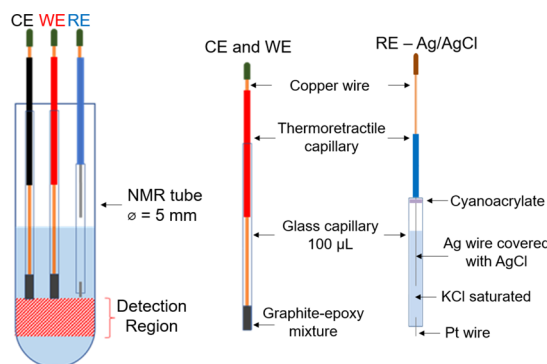 CE WE RE
NMR tube
⌀ = 5 mm
Detection
Region
CE and WE
RE – Ag/AgCl
Copper wire
Thermoretractile
capillary
Glass capillary
100 µL
Graphite-epoxy
mixture
Cyanoacrylate
Ag wire covered
with AgCl
KCl saturated
Pt wire